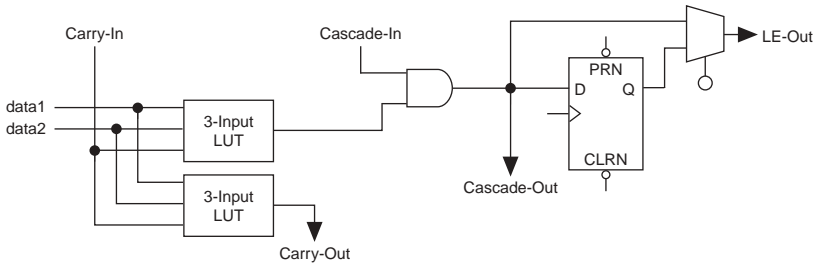 Carry-In
Cascade-In
LE-Out
PRN
data1
D
Q
data2
3-Input
LUT
CLRN
Cascade-Out
3-Input
LUT
Carry-Out